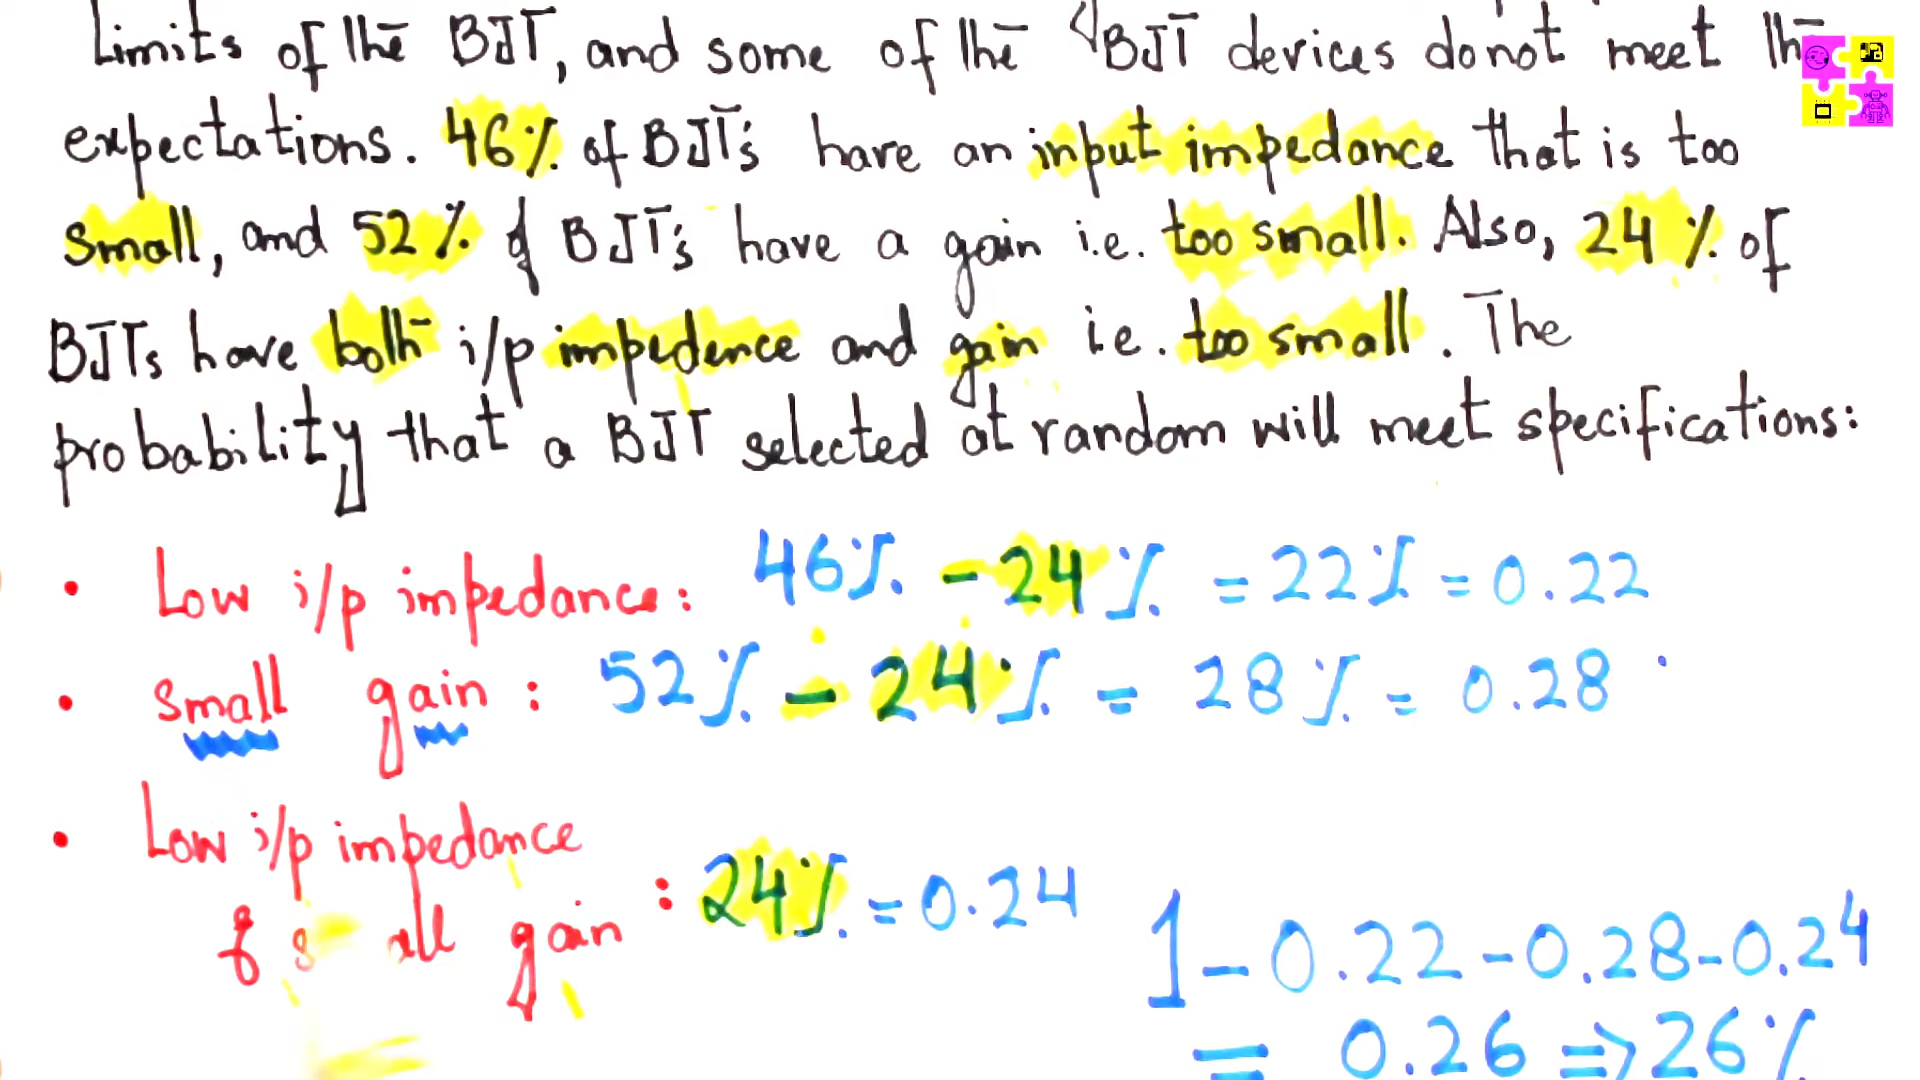 Limits of the BJT, and some of the BJT devices do not meet the
expectations. 46% of BJT's have an input impedance that is too
small, and 52% of BJT's have a gain i.e. too small. Also, 24% of
BJTs have both i/p impedence and gain i.e. too small. The
probability that a BJT selected at random will meet specifications:
• Low i/p impedance: 46% - 24% = 22% = 0.22
• Small gain: 52% - 24% = 28% = 0.28
• Low i/p impedance
& gain : 24% = 0.24
1 - 0.22 - 0.28 - 0.24
= 0.26 => 26%